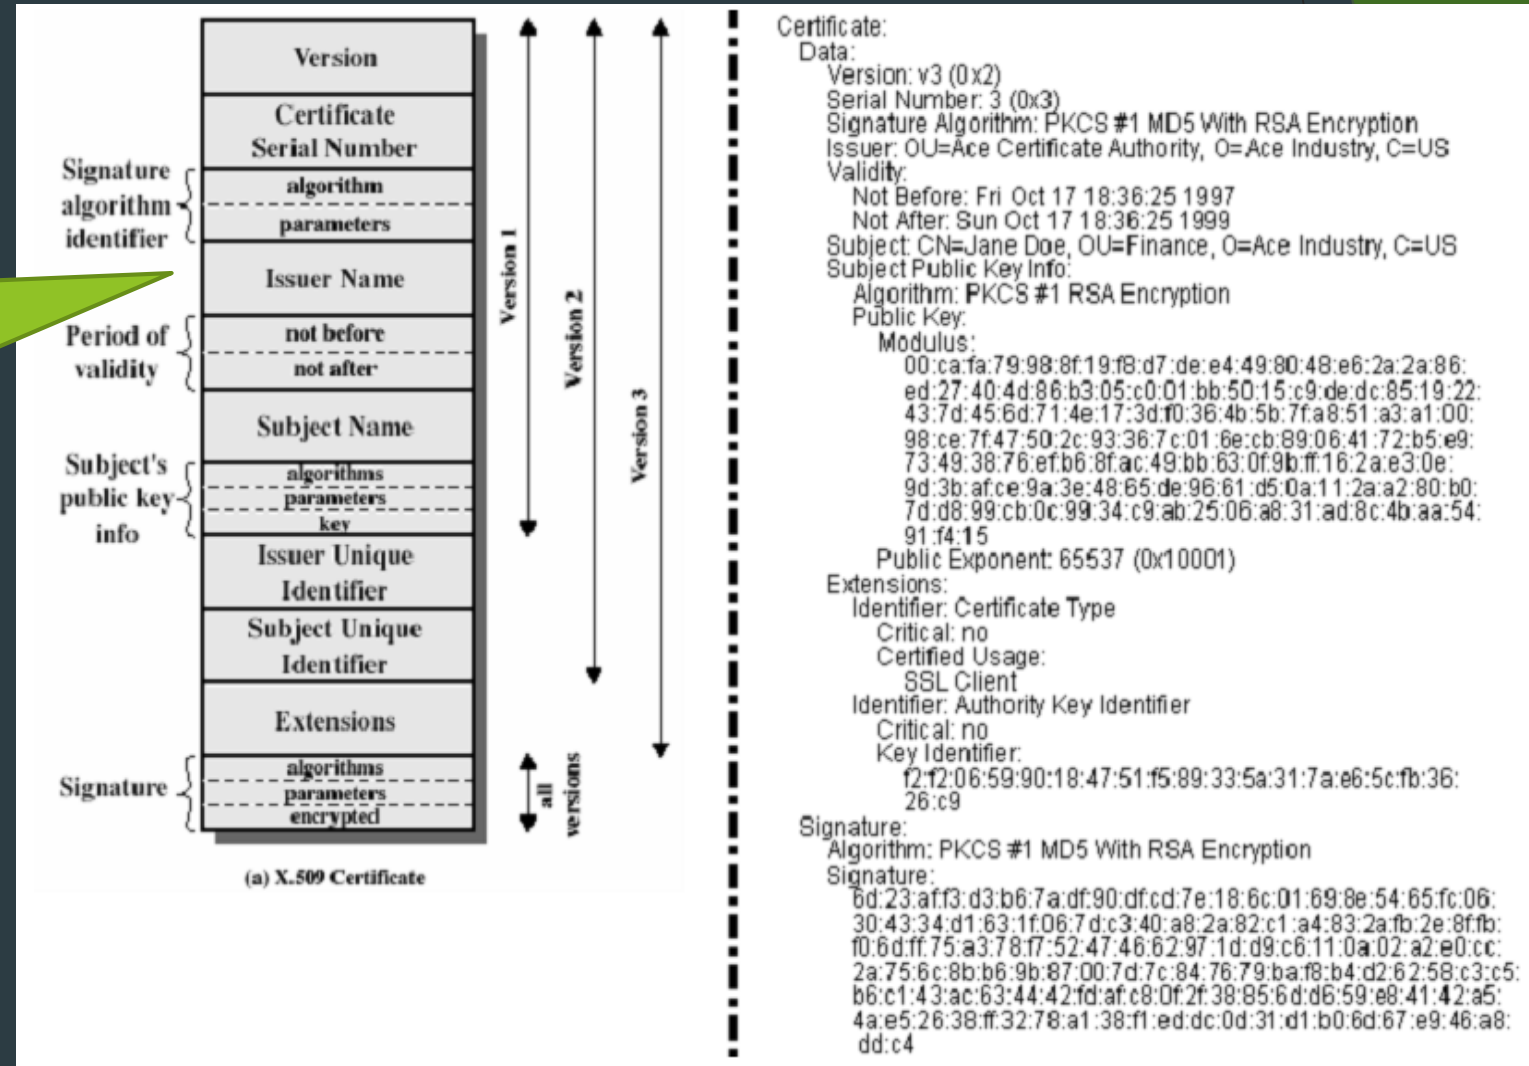 Version
Certificate
Serial Number
Signature
algorithm
identifier
algorithm
parameters
Issuer Name
Period of
validity
not before
not after
Subject Name
Subject's
public key
info
algorithms
parameters
key
Issuer Unique
Identifier
Subject Unique
Identifier
Extensions
Signature
algorithms
parameters
encrypted
Version 1
Version 2
Version 3
all
versions
(a) X.509 Certificate
Certificate:
Data:
Version: v3 (0x2)
Serial Number: 3 (0x3)
Signature Algorithm: PKCS #1 MD5 With RSA Encryption
Issuer: OU=Ace Certificate Authority, O=Ace Industry, C=US
Validity:
Not Before: Fri Oct 17 18:36:25 1997
Not After: Sun Oct 17 18:36:25 1999
Subject: CN=Jane Doe, OU=Finance, O=Ace Industry, C=US
Subject Public Key Info:
Algorithm: PKCS #1 RSA Encryption
Public Key:
Modulus:
00:ca:fa:79:98:8f:19:f8:d7:de:e4:49:80:48:e6:2a:2a:86:
ed:27:40:4d:86:b3:05:c0:01:bb:50:15:c9:de:dc:85:19:22:
43:7d:45:6d:71:4e:17:3d:f0:36:4b:5b:7f:a8:51:a3:a1:00:
98:ce:7f:47:50:2c:93:36:7c:01:6e:cb:89:06:41:72:b5:e9:
73:49:38:76:ef:b6:8f:ac:49:bb:63:0f:9b:ff:16:2a:e3:0e:
9d:3b:af:ce:9a:3e:48:65:de:96:61:d5:0a:11:2a:a2:80:b0:
7d:d8:99:cb:0c:99:34:c9:ab:25:06:a8:31:ad:8c:4b:aa:54:
91:f4:15
Public Exponent: 65537 (0x10001)
Extensions:
Identifier: Certificate Type
Critical: no
Certified Usage:
SSL Client
Identifier: Authority Key Identifier
Critical: no
Key Identifier:
f2:f2:06:59:90:18:47:51:f5:89:33:5a:31:7a:e6:5c:fb:36:
26:c9
Signature:
Algorithm: PKCS #1 MD5 With RSA Encryption
Signature:
6d:23:af:f3:d3:b6:7a:df:90:df:cd:7e:18:6c:01:69:8e:54:65:fc:06:
30:43:34:d1:63:1f:06:7d:c3:40:a8:2a:82:c1:a4:83:2a:fb:2e:8f:fb:
f0:6d:ff:75:a3:78:f7:52:47:46:62:97:1d:d9:c6:11:0a:02:a2:e0:cc:
2a:75:6c:8b:b6:9b:87:00:7d:7c:84:76:79:ba:f8:b4:d2:62:58:c3:c5:
b6:c1:43:ac:63:44:42:fd:af:c8:0f:2f:38:85:6d:d6:59:e8:41:42:a5:
4a:e5:26:38:ff:32:78:a1:38:f1:ed:dc:0d:31:d1:b0:6d:67:e9:46:a8:
dd:c4